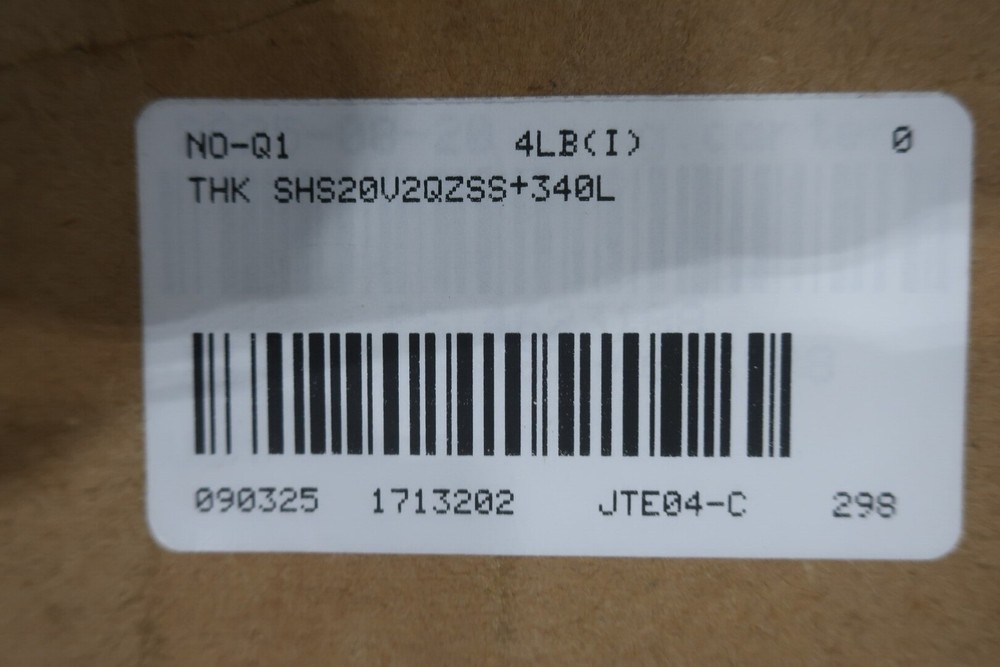 NO-Q1 4LB(I) 0
THK SHS20V2QZSS+340L
090325 1713202 JTE04-C 298